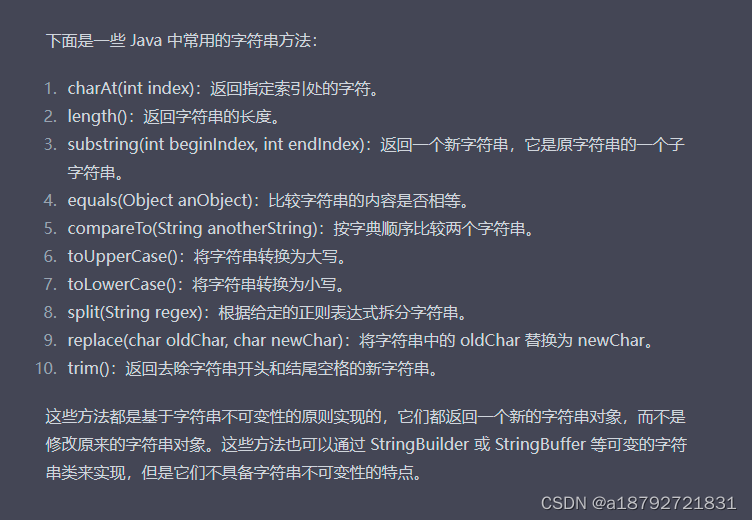 下面是一些 Java 中常用的字符串方法：
1. charAt(int index)：返回指定索引处的字符。
2. length()：返回字符串的长度。
3. substring(int beginIndex, int endIndex)：返回一个新字符串，它是原字符串的一个子
字符串。
4. equals(Object anObject)：比较字符串的内容是否相等。
5. compareTo(String anotherString)：按字典顺序比较两个字符串。
6. toUpperCase()：将字符串转换为大写。
7. toLowerCase()：将字符串转换为小写。
8. split(String regex)：根据给定的正则表达式拆分字符串。
9. replace(char oldChar, char newChar)：将字符串中的 oldChar 替换为 newChar。
10. trim()：返回去除字符串开头和结尾空格的新字符串。
这些方法都是基于字符串不可变性的原则实现的，它们都返回一个新的字符串对象，而不是
修改原来的字符串对象。这些方法也可以通过 StringBuilder 或 StringBuffer 等可变的字符
串类来实现，但是它们不具备字符串不可变性的特点。
CSDN @a18792721831